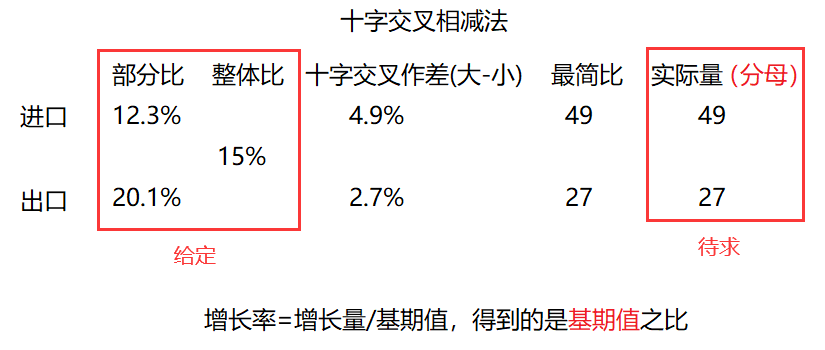 十字交叉相减法
部分比 整体比 十字交叉作差(大-小) 最简比 实际量（分母）
进口 12.3% 4.9% 49 49
15%
出口 20.1% 2.7% 27 27
给定 待求
增长率=增长量/基期值，得到的是基期值之比